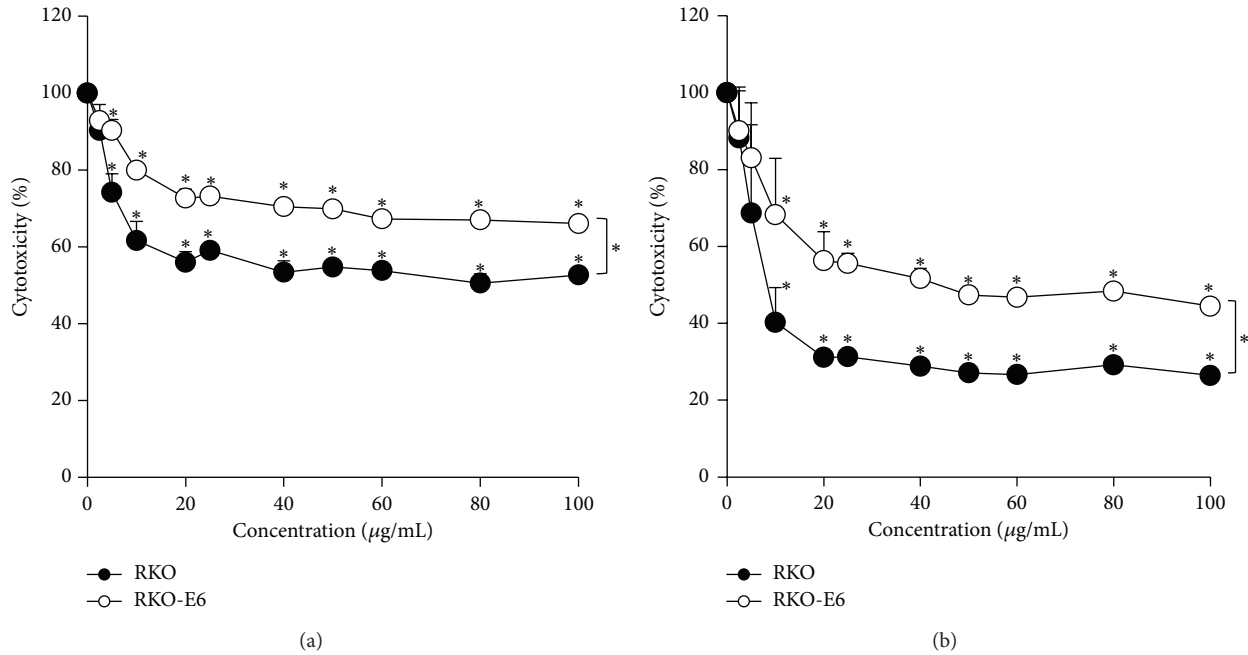 120
100
80
60
40
20
0
Cytotoxicity (%)
* * * * * * * * * *
* * * * * * * * *
*
0 20 40 60 80 100
Concentration (µg/mL)
RKO
RKO-E6
(a)
120
100
80
60
40
20
0
Cytotoxicity (%)
* * * * * * * *
* * * * * * * *
*
0 20 40 60 80 100
Concentration (µg/mL)
RKO
RKO-E6
(b)